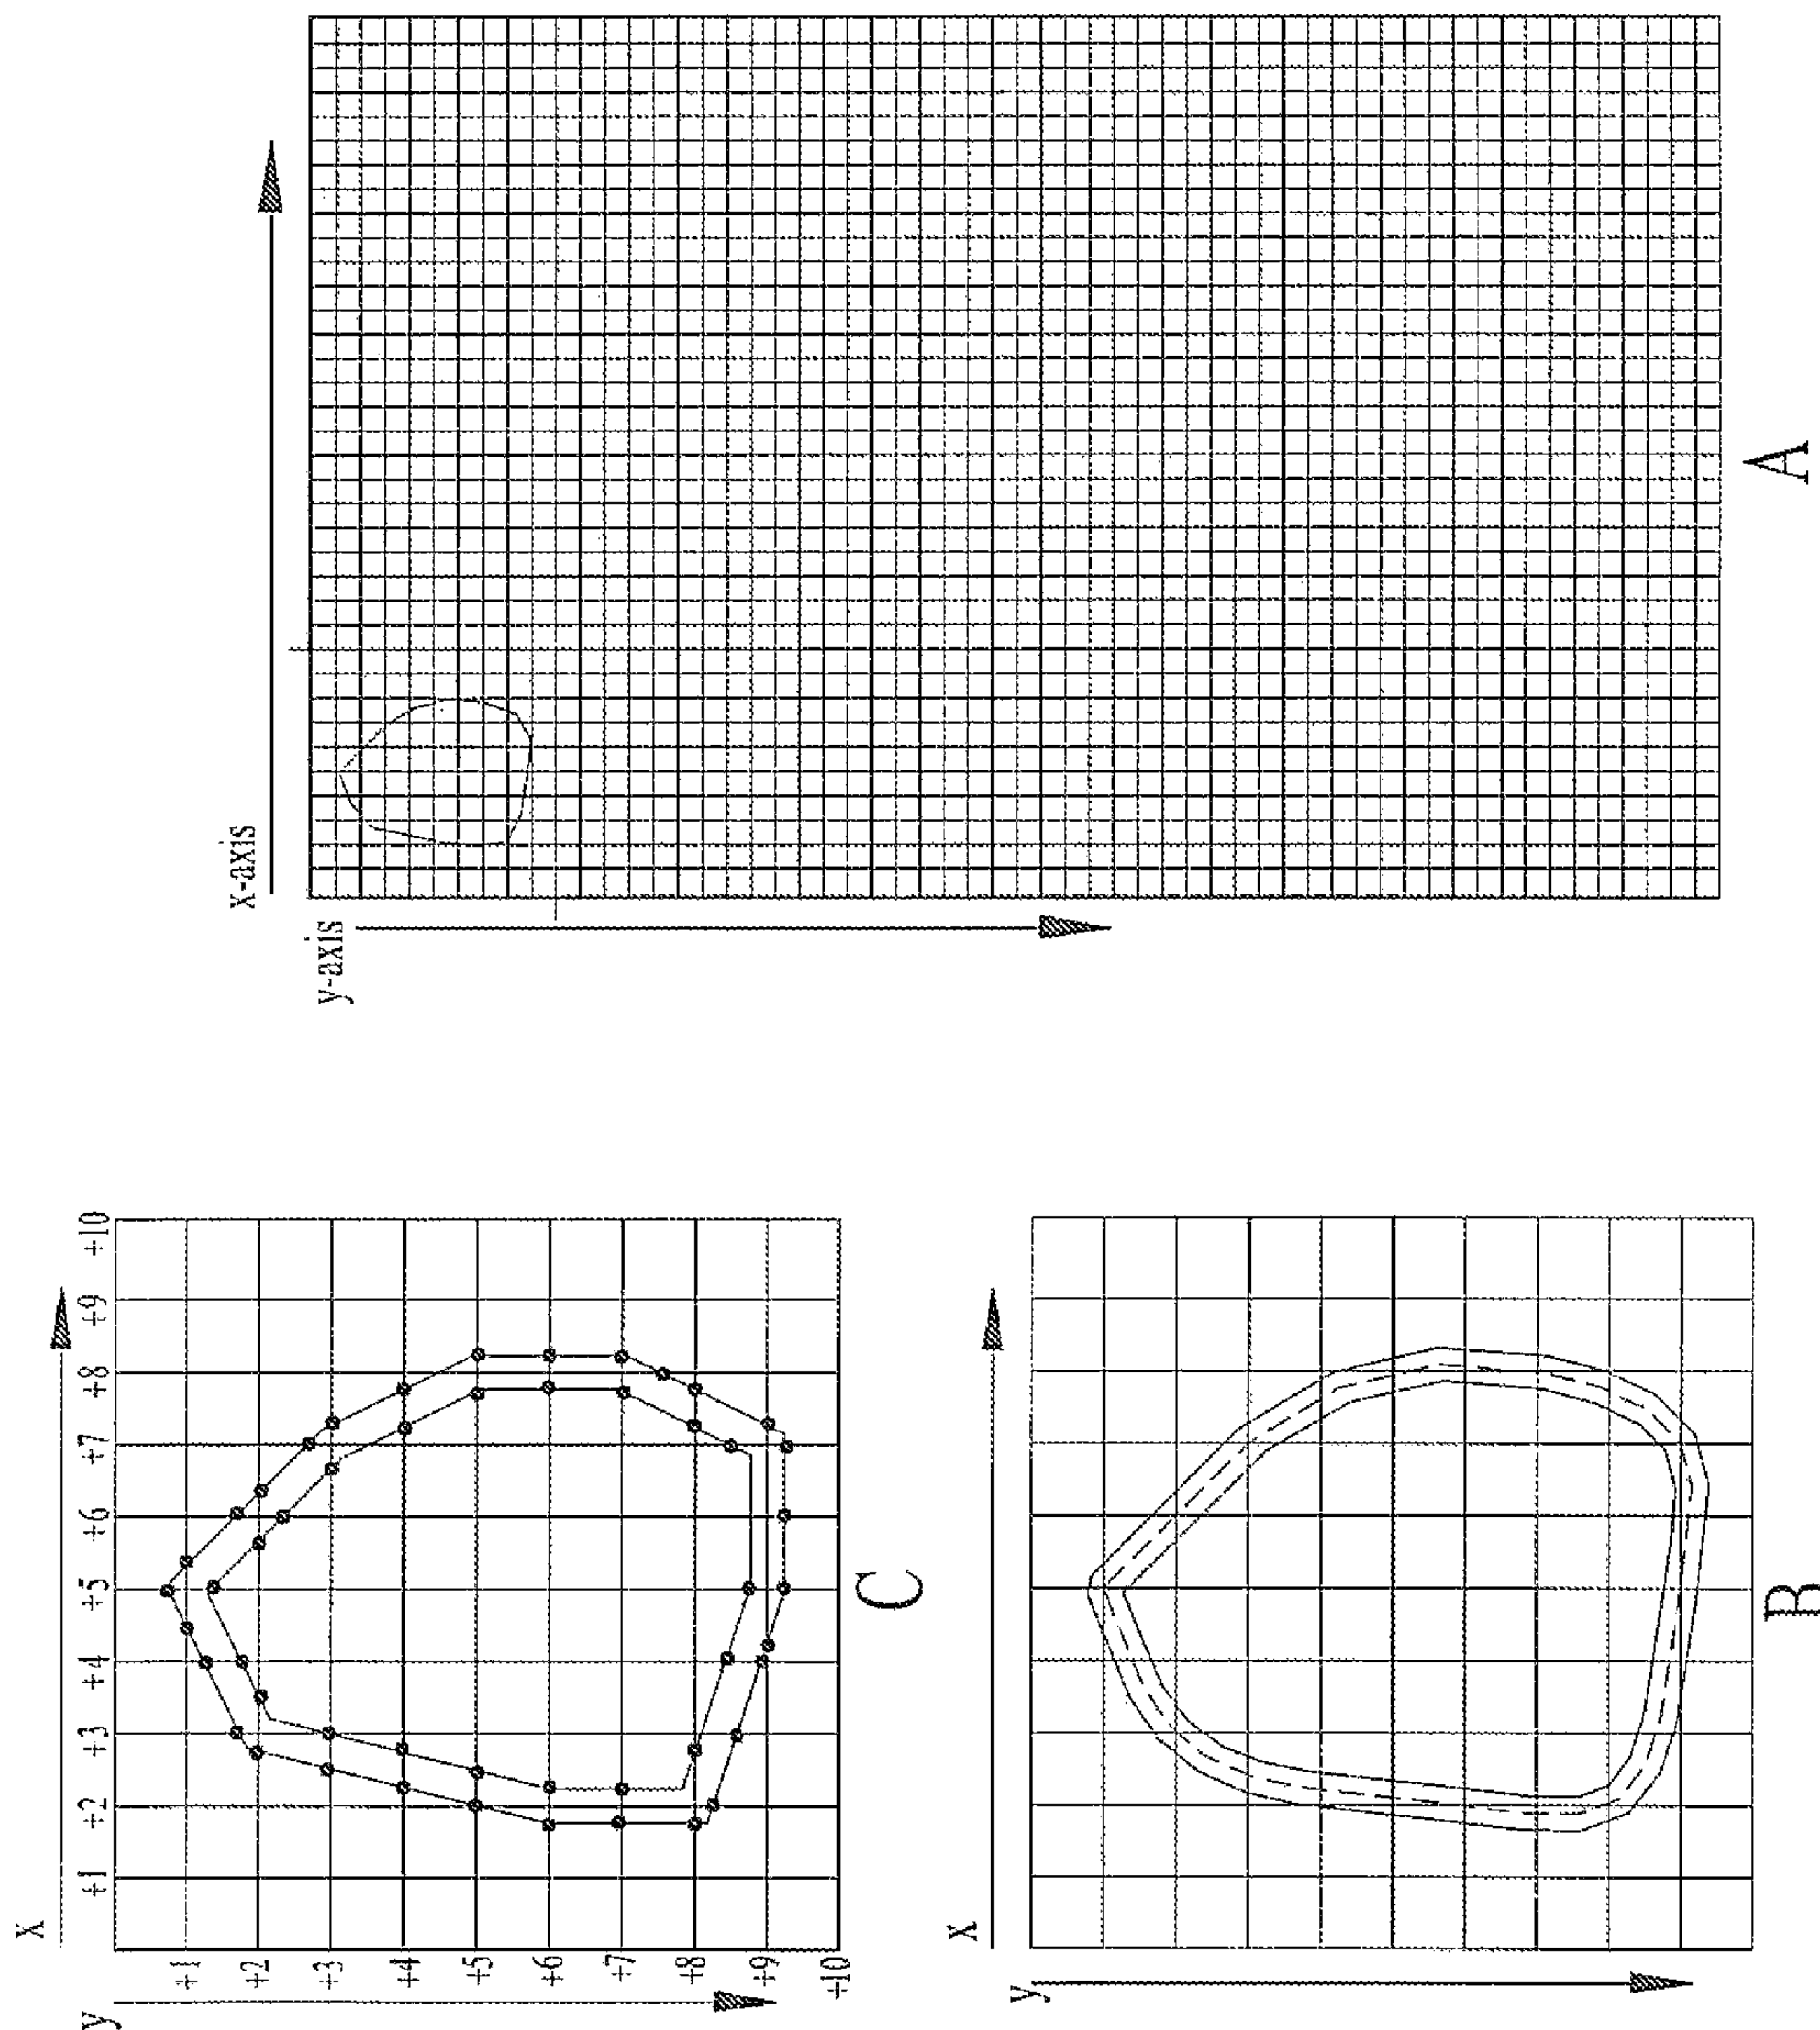 x-axis
y-axis
A
x
+1 +2 +3 +4 +5 +6 +7 +8 +9 +10
y
+1
+2
+3
+4
+5
+6
+7
+8
+9
+10
C
x
y
B